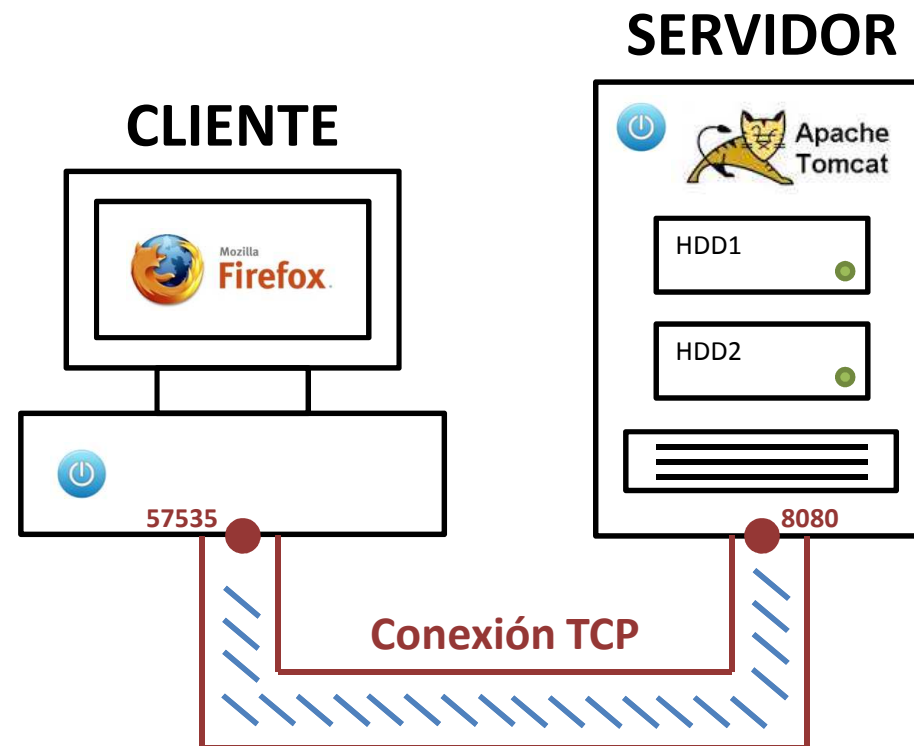 SERVIDOR
CLIENTE
Apache
Tomcat
Mozilla
Firefox.
HDD1
HDD2
57535
8080
Conexión TCP